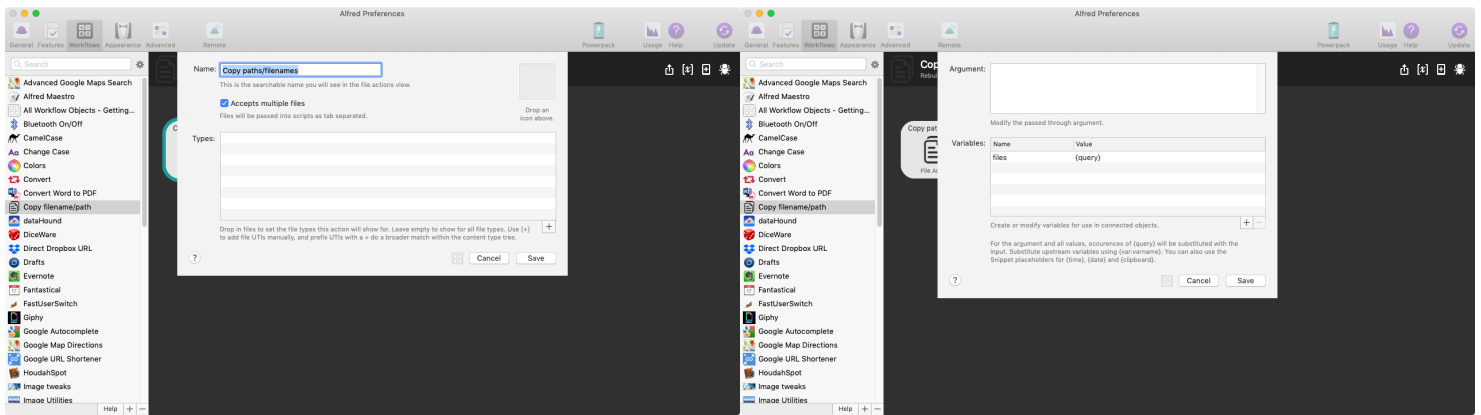 Alfred Preferences
General Features Workflows Appearance Advanced Remote Powerpack Usage Help Update
Search
Advanced Google Maps Search
Alfred Maestro
All Workflow Objects - Getting...
Bluetooth On/Off
CamelCase
Change Case
Colors
Convert
Convert Word to PDF
Copy filename/path
dataHound
DiceWare
Direct Dropbox URL
Drafts
Evernote
Fantastical
FastUserSwitch
Giphy
Google Autocomplete
Google Map Directions
Google URL Shortener
HoudahSpot
Image tweaks
Image Utilities
Help + −
Name: Copy paths/filenames
This is the searchable name you will see in the file actions view.
Accepts multiple files
Files will be passed into scripts as tab separated.
Drop an
icon above.
Types:
Drop in files to set the file types this action will show for. Leave empty to show for all file types. Use [+]
to add file UTIs manually, and prefix UTIs with a + do a broader match within the content type tree.
+
? Cancel Save
C
Alfred Preferences
General Features Workflows Appearance Advanced Remote Powerpack Usage Help Update
Search
Advanced Google Maps Search
Alfred Maestro
All Workflow Objects - Getting...
Bluetooth On/Off
CamelCase
Change Case
Colors
Convert
Convert Word to PDF
Copy filename/path
dataHound
DiceWare
Direct Dropbox URL
Drafts
Evernote
Fantastical
FastUserSwitch
Giphy
Google Autocomplete
Google Map Directions
Google URL Shortener
HoudahSpot
Image tweaks
Image Utilities
Help + −
Cop
Rebui
Copy pat
File Ac
Argument:
Modify the passed through argument.
Variables: Name Value
files {query}
Create or modify variables for use in connected objects.
+ −
For the argument and all values, occurences of {query} will be substituted with the
input. Substitute upstream variables using {var:varname}. You can also use the
Snippet placeholders for {time}, {date} and {clipboard}.
? Cancel Save